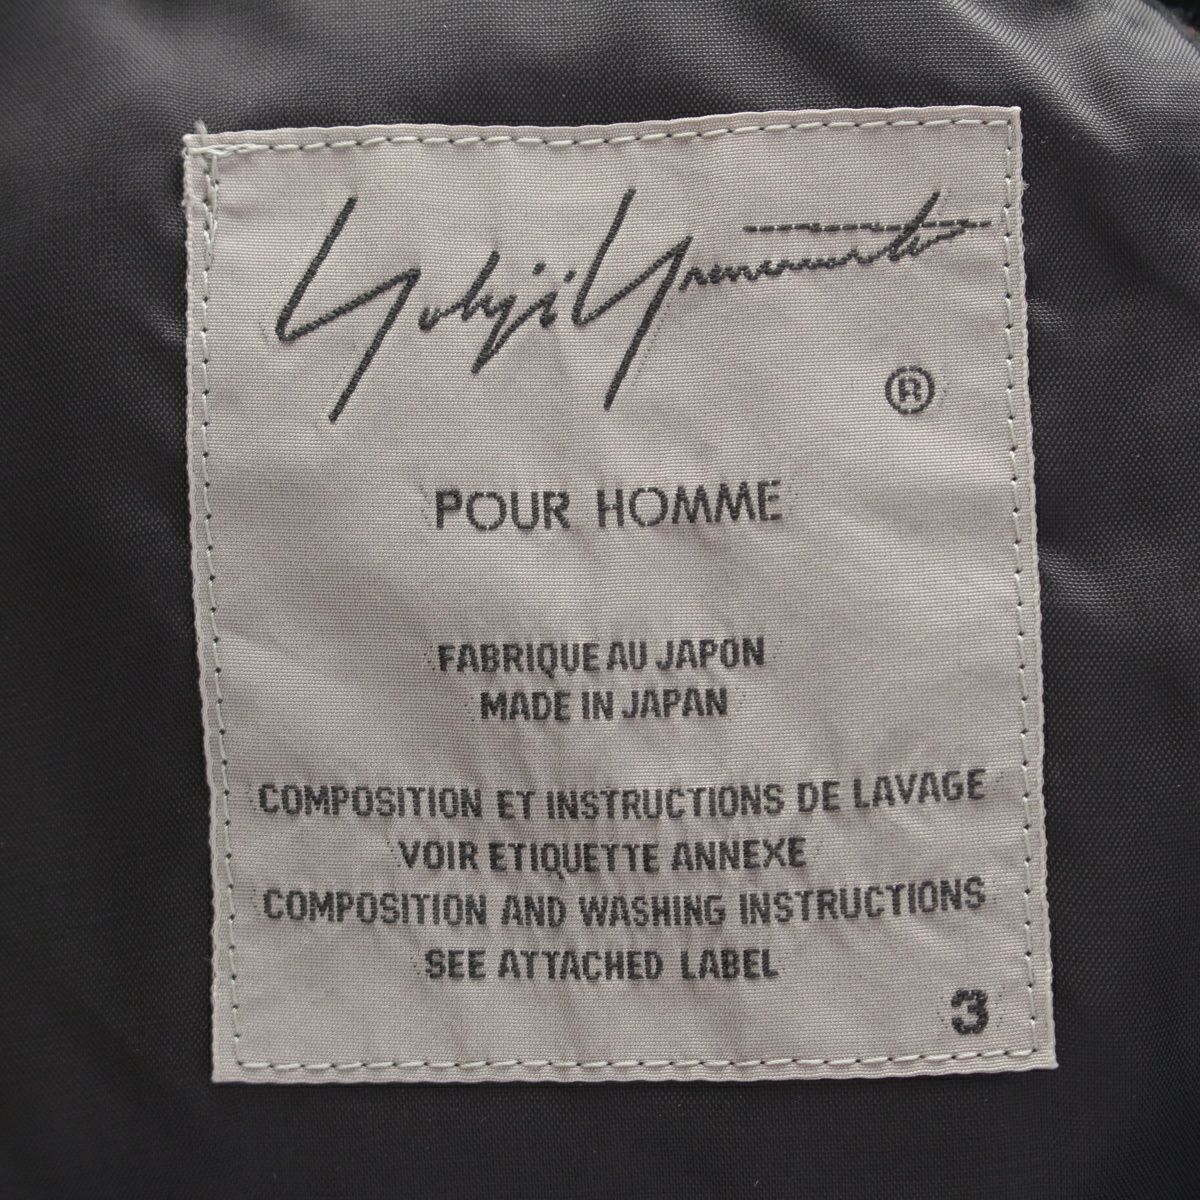 Yohji Yamamoto
®
POUR HOMME
FABRIQUE AU JAPON
MADE IN JAPAN
COMPOSITION ET INSTRUCTIONS DE LAVAGE
VOIR ETIQUETTE ANNEXE
COMPOSITION AND WASHING INSTRUCTIONS
SEE ATTACHED LABEL
3